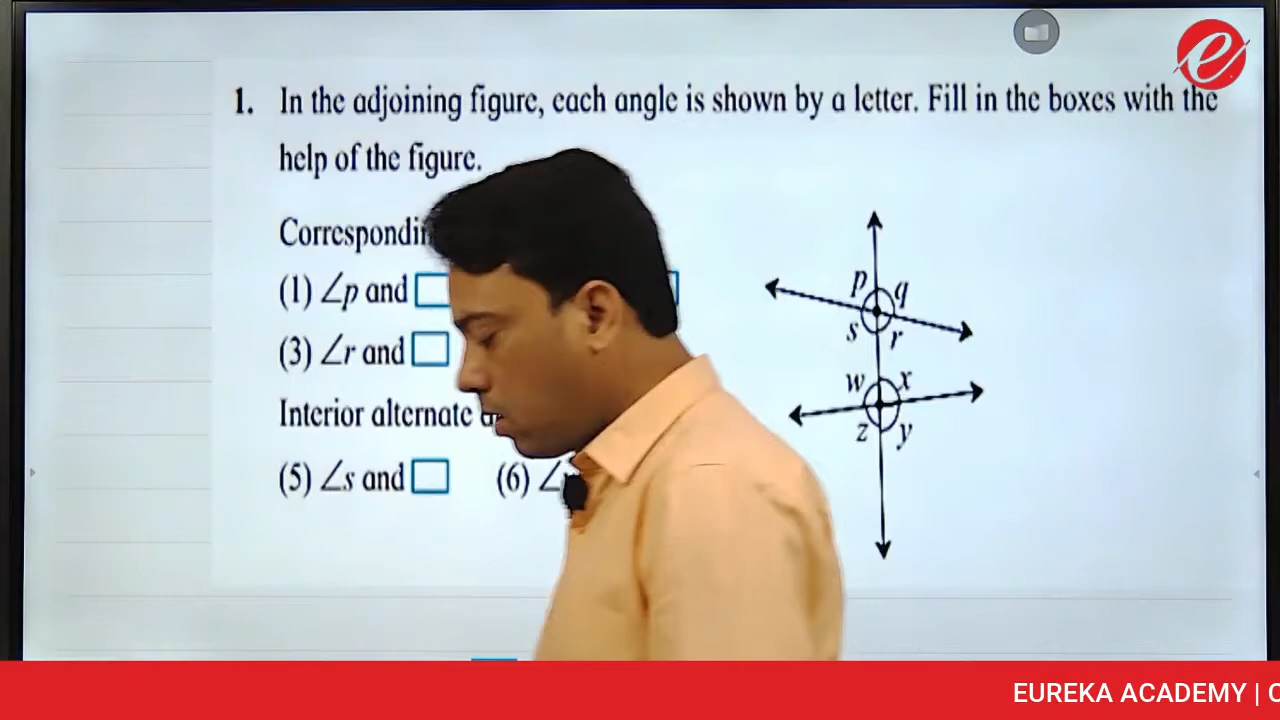 1. In the adjoining figure, each angle is shown by a letter. Fill in the boxes with the
help of the figure.
(1) ∠p and
(3) ∠r and
Interior alternate
(5) ∠s and (6) ∠
p q
s r
w x
z y
e
EUREKA ACADEMY |